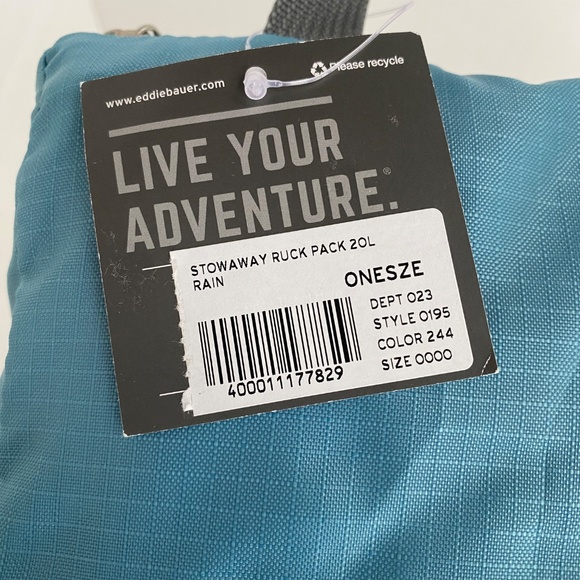 www.eddiebauer.com
Please recycle
LIVE YOUR
ADVENTURE.®
STOWAWAY RUCK PACK 20L
RAIN
ONESZE
DEPT 023
STYLE 0195
COLOR 244
SIZE 0000
400011177829